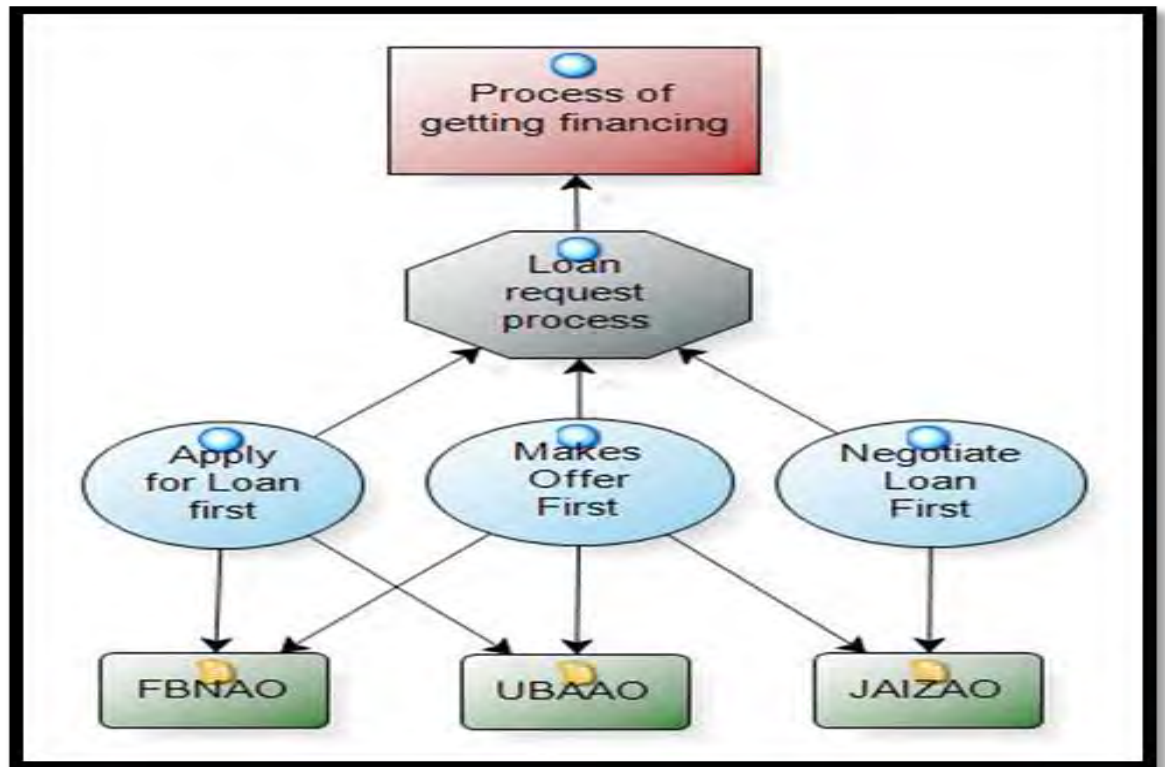 Process of
getting financing
Loan
request
process
Apply
for Loan
first
Makes
Offer
First
Negotiate
Loan
First
FBNAO
UBAAO
JAIZAO